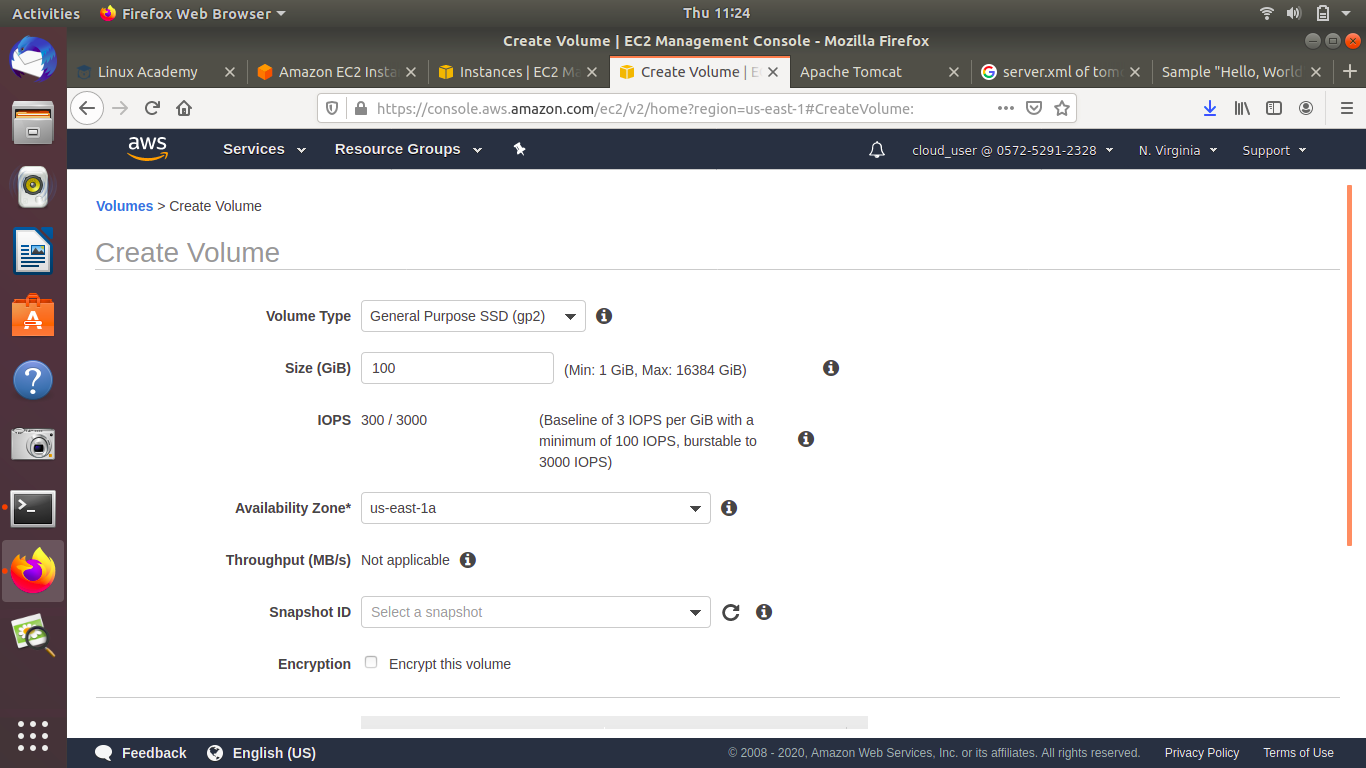 Activities
Firefox Web Browser
Thu 11:24
Create Volume | EC2 Management Console - Mozilla Firefox
Linux Academy
Amazon EC2 Insta
Instances | EC2 Ma
Create Volume | E
Apache Tomcat
server.xml of tom
Sample "Hello, World
https://console.aws.amazon.com/ec2/v2/home?region=us-east-1#CreateVolume:
aws
Services
Resource Groups
cloud_user @ 0572-5291-2328
N. Virginia
Support
Volumes > Create Volume
Create Volume
Volume Type
General Purpose SSD (gp2)
Size (GiB)
100
(Min: 1 GiB, Max: 16384 GiB)
IOPS
300 / 3000
(Baseline of 3 IOPS per GiB with a
minimum of 100 IOPS, burstable to
3000 IOPS)
Availability Zone*
us-east-1a
Throughput (MB/s)
Not applicable
Snapshot ID
Select a snapshot
Encryption
Encrypt this volume
Feedback
English (US)
© 2008 - 2020, Amazon Web Services, Inc. or its affiliates. All rights reserved.
Privacy Policy
Terms of Use